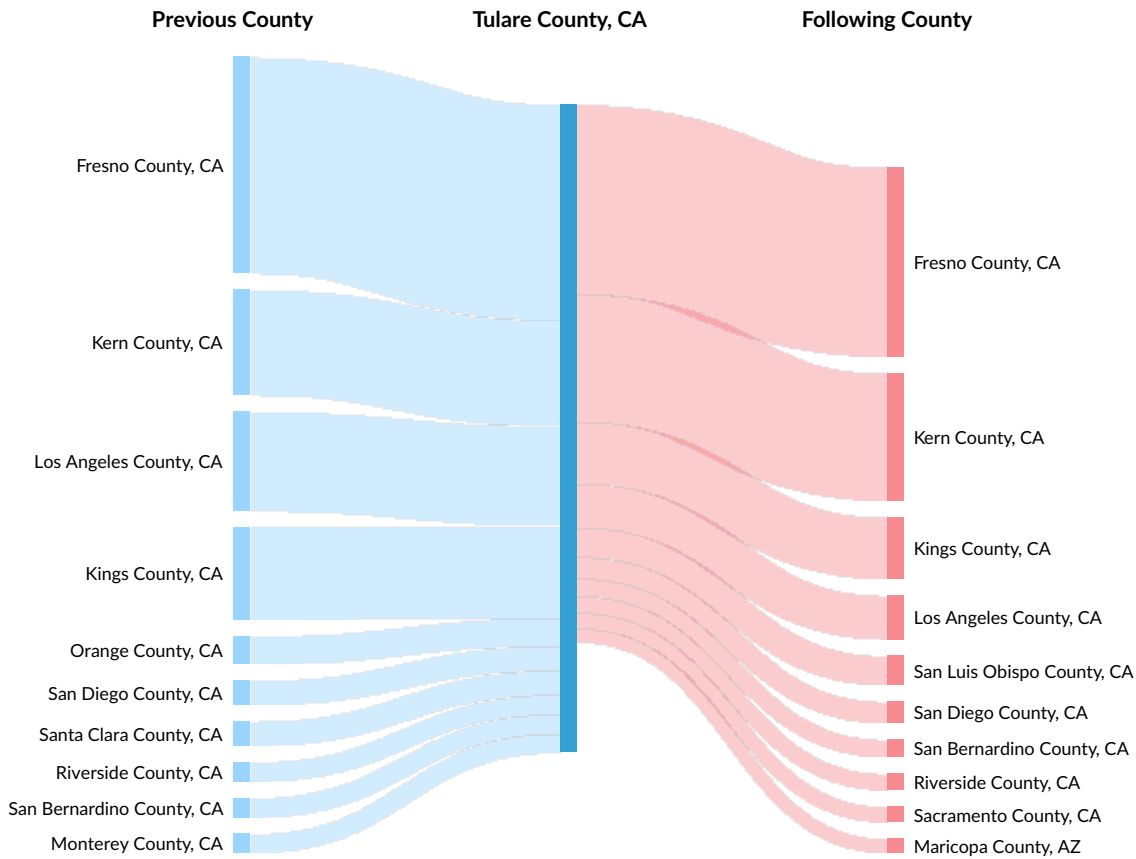 Previous County
Tulare County, CA
Following County
Fresno County, CA
Kern County, CA
Los Angeles County, CA
Kings County, CA
Orange County, CA
San Diego County, CA
Santa Clara County, CA
Riverside County, CA
San Bernardino County, CA
Monterey County, CA
Fresno County, CA
Kern County, CA
Kings County, CA
Los Angeles County, CA
San Luis Obispo County, CA
San Diego County, CA
San Bernardino County, CA
Riverside County, CA
Sacramento County, CA
Maricopa County, AZ